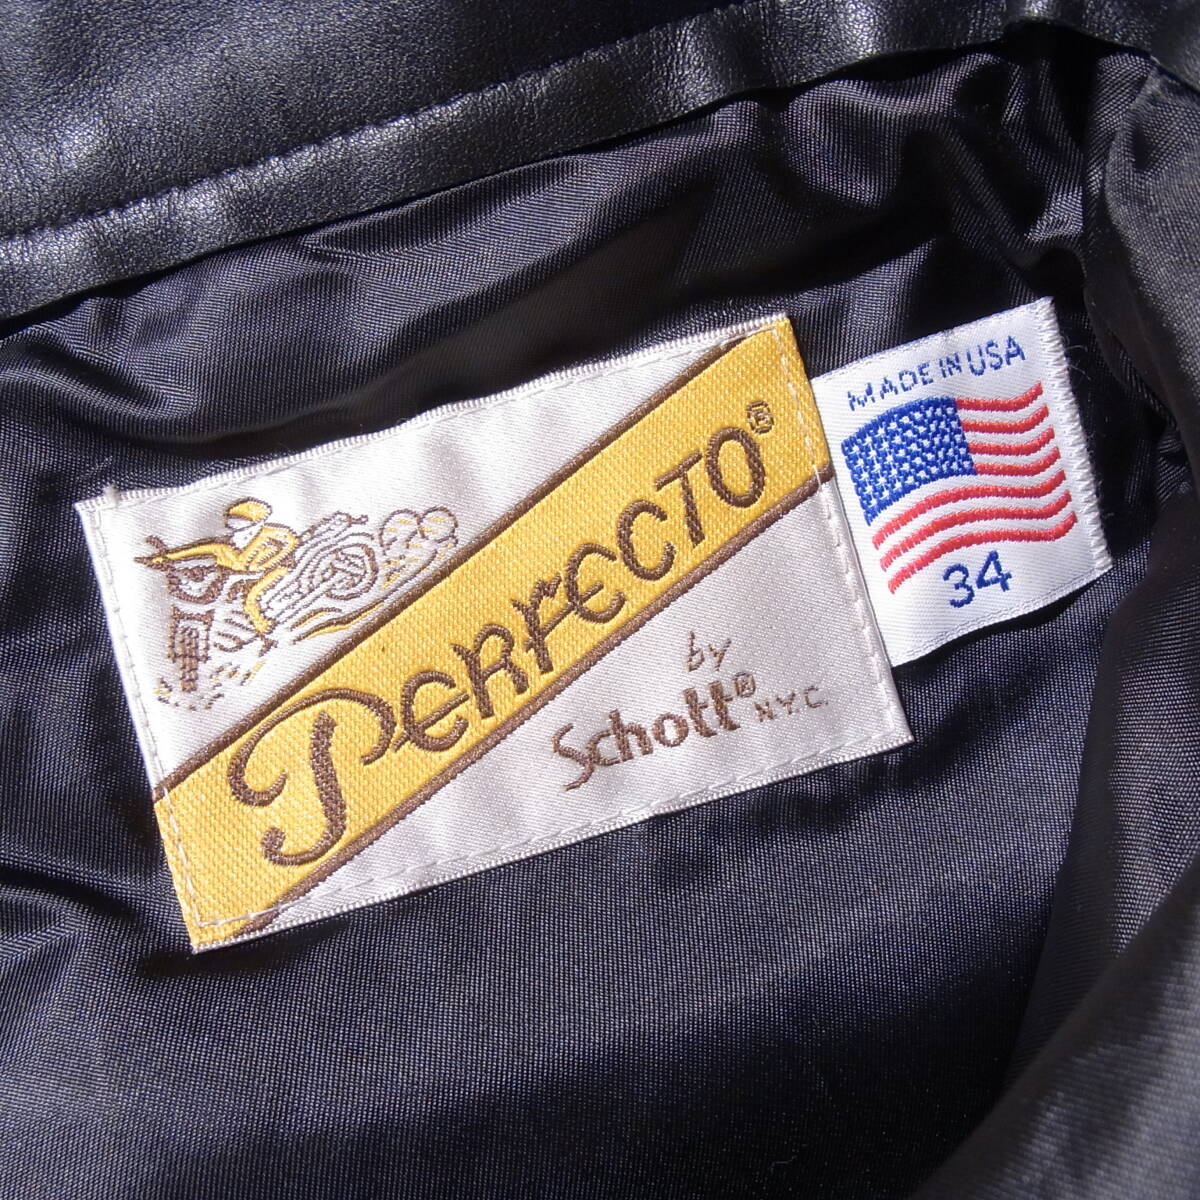 PERFECTO®
by
Schott® N.Y.C.
MADE IN USA
34